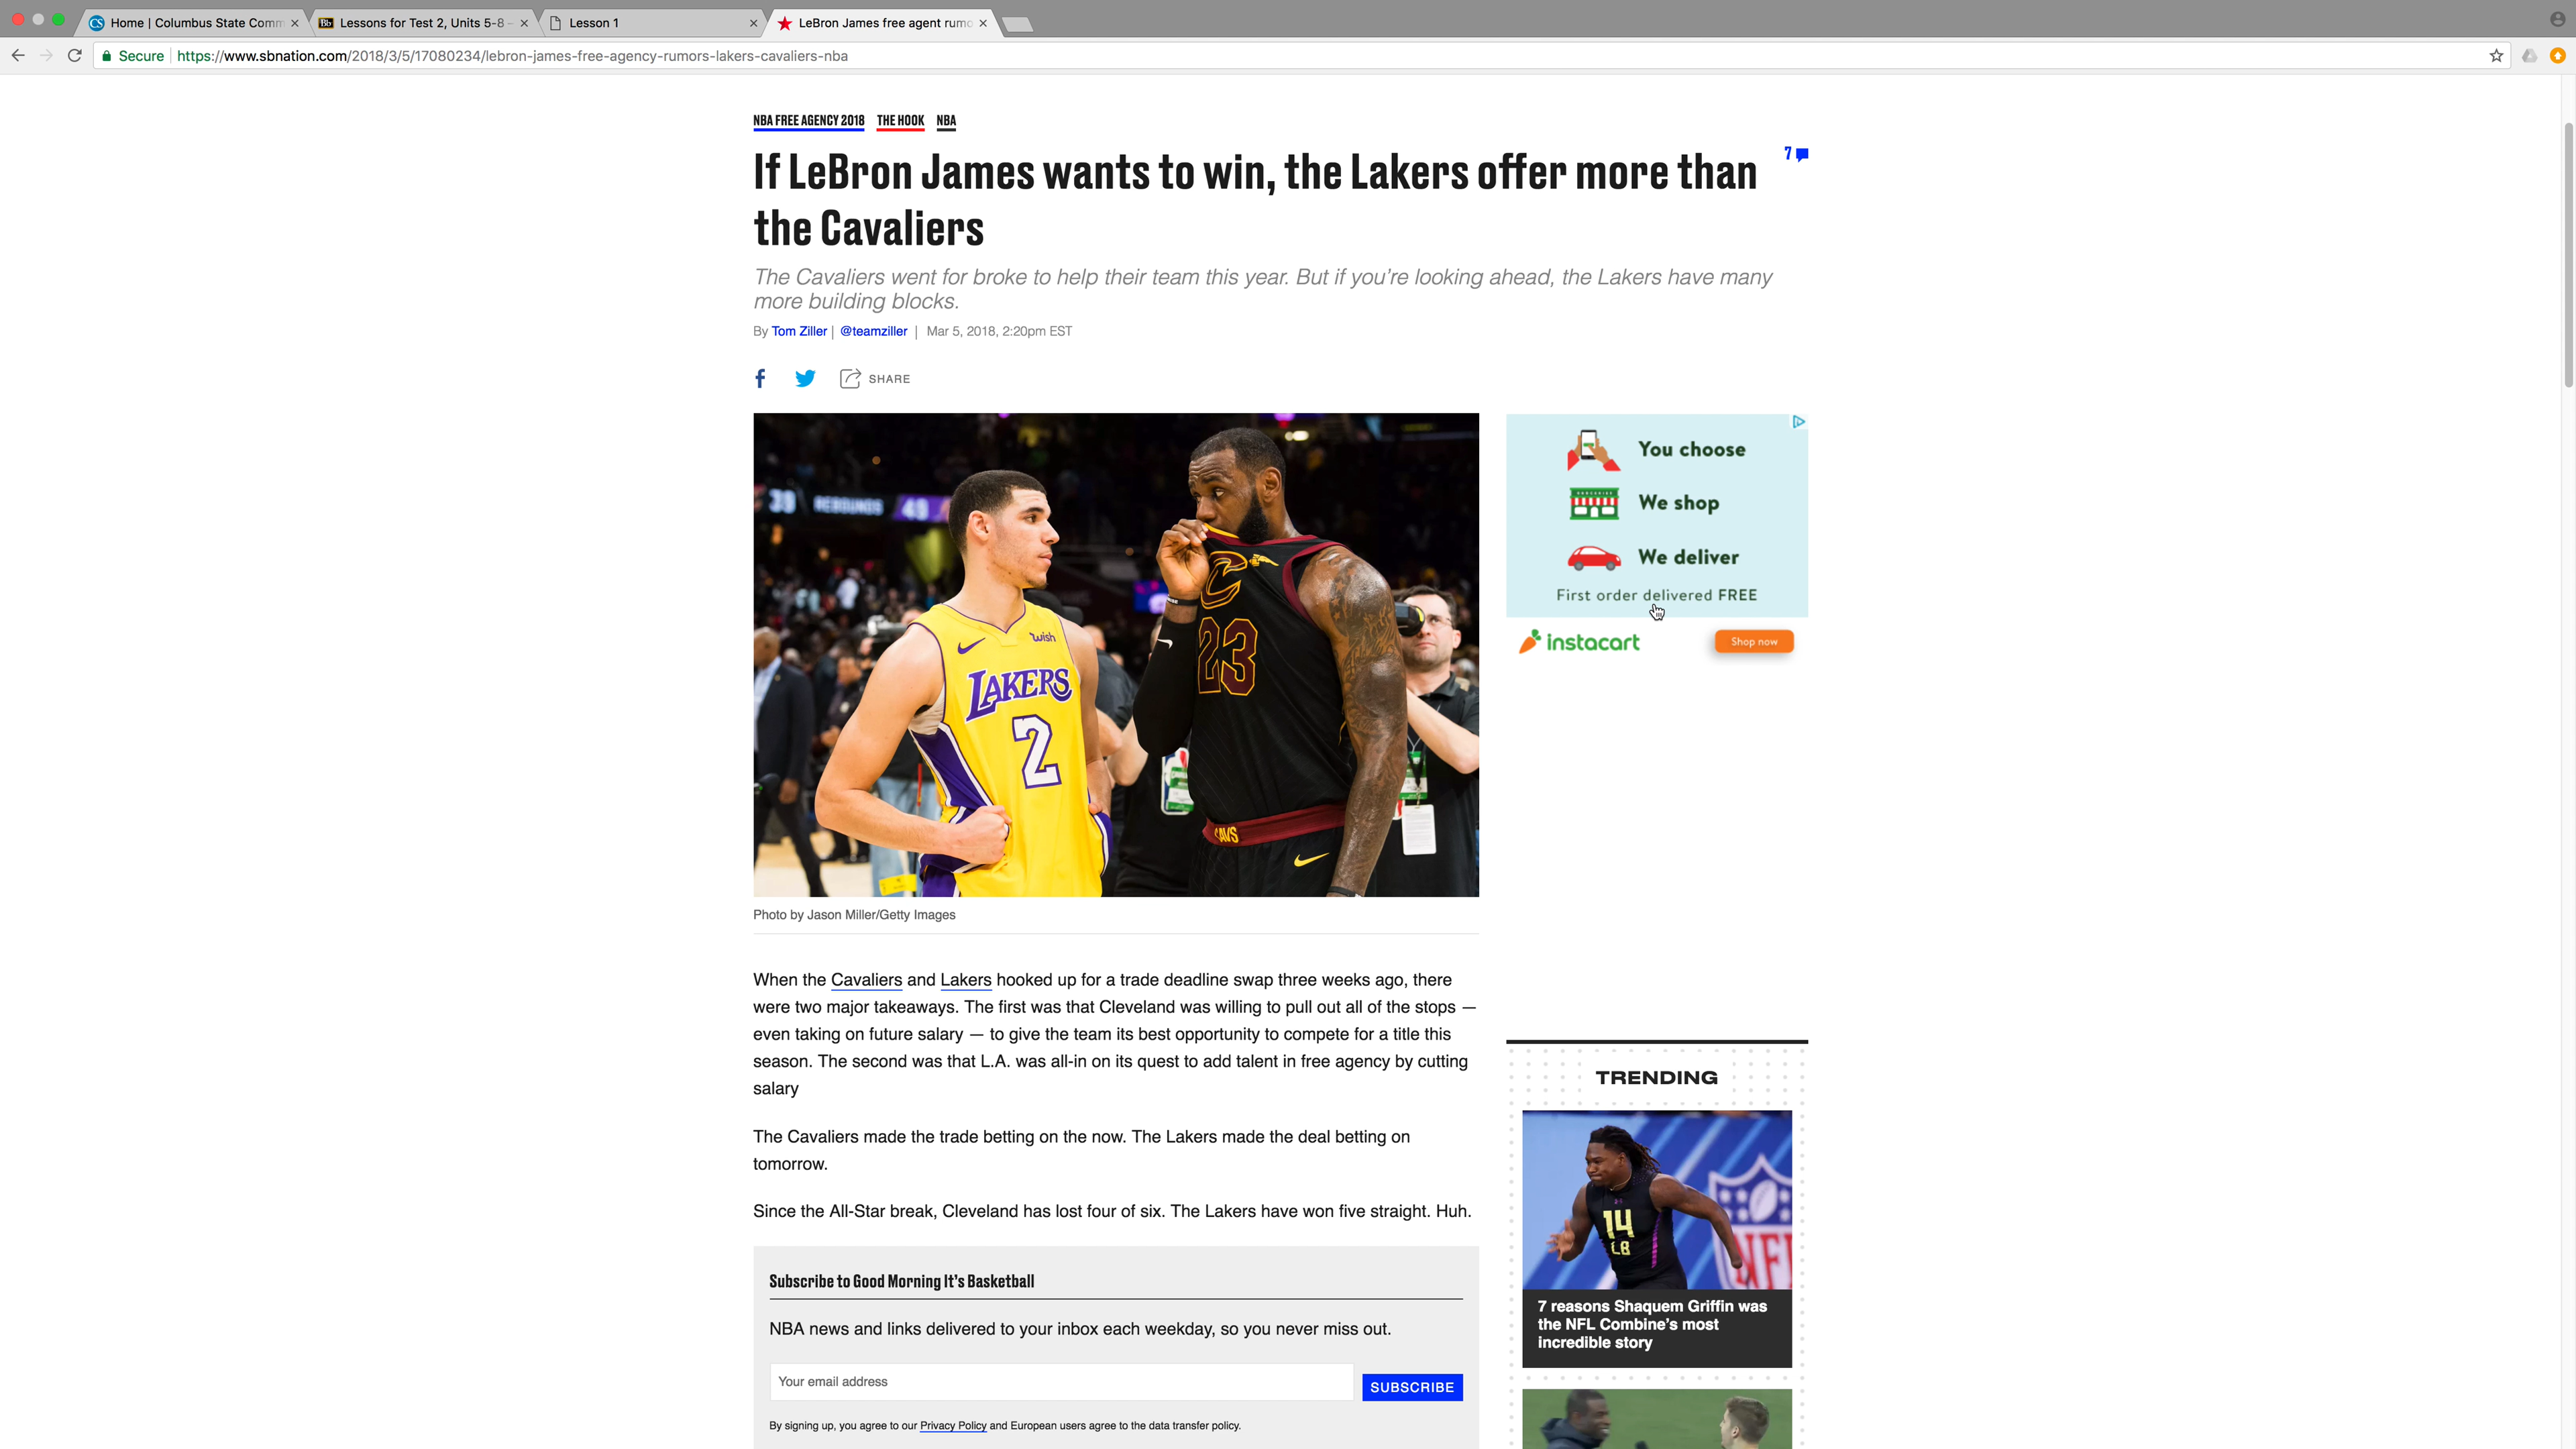 Home | Columbus State Comm
Lessons for Test 2, Units 5-8 -
Lesson 1
LeBron James free agent rumo
Secure https://www.sbnation.com/2018/3/5/17080234/lebron-james-free-agency-rumors-lakers-cavaliers-nba
NBA FREE AGENCY 2018 THE HOOK NBA
If LeBron James wants to win, the Lakers offer more than
the Cavaliers
7
The Cavaliers went for broke to help their team this year. But if you’re looking ahead, the Lakers have many
more building blocks.
By Tom Ziller | @teamziller | Mar 5, 2018, 2:20pm EST
SHARE
39 REBOUNDS 49
wish
LAKERS
2
C
23
CAVS
Photo by Jason Miller/Getty Images
You choose
We shop
We deliver
First order delivered FREE
instacart
Shop now
When the Cavaliers and Lakers hooked up for a trade deadline swap three weeks ago, there
were two major takeaways. The first was that Cleveland was willing to pull out all of the stops —
even taking on future salary — to give the team its best opportunity to compete for a title this
season. The second was that L.A. was all-in on its quest to add talent in free agency by cutting
salary
The Cavaliers made the trade betting on the now. The Lakers made the deal betting on
tomorrow.
Since the All-Star break, Cleveland has lost four of six. The Lakers have won five straight. Huh.
Subscribe to Good Morning It’s Basketball
NBA news and links delivered to your inbox each weekday, so you never miss out.
Your email address
SUBSCRIBE
By signing up, you agree to our Privacy Policy and European users agree to the data transfer policy.
TRENDING
14
LB
NFL
7 reasons Shaquem Griffin was
the NFL Combine’s most
incredible story